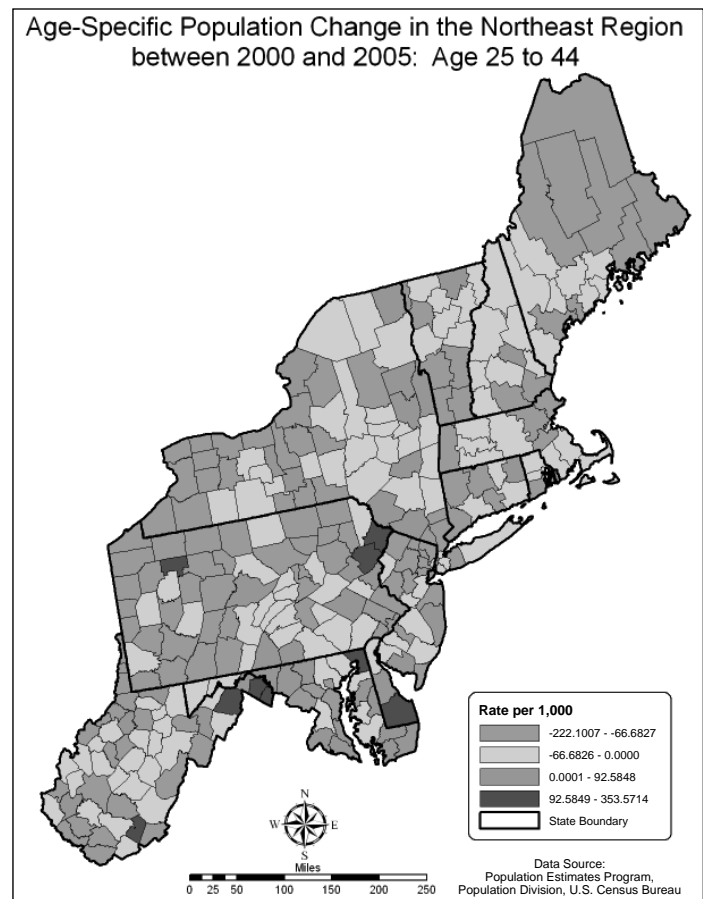 Age-Specific Population Change in the Northeast Region
between 2000 and 2005: Age 25 to 44
Rate per 1,000
-222.1007 - -66.6827
-66.6826 - 0.0000
0.0001 - 92.5848
92.5849 - 353.5714
State Boundary
N
W E
S
Miles
0 25 50 100 150 200 250
Data Source:
Population Estimates Program,
Population Division, U.S. Census Bureau